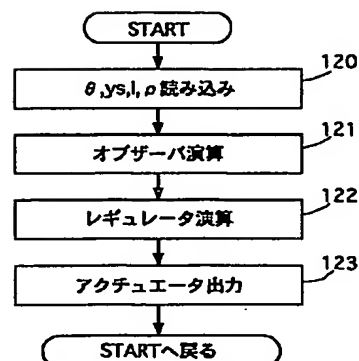 START
θ,ys,l,ρ 読み込み
120
オブザーバ演算
121
レギュレータ演算
122
アクチュエータ出力
123
STARTへ戻る